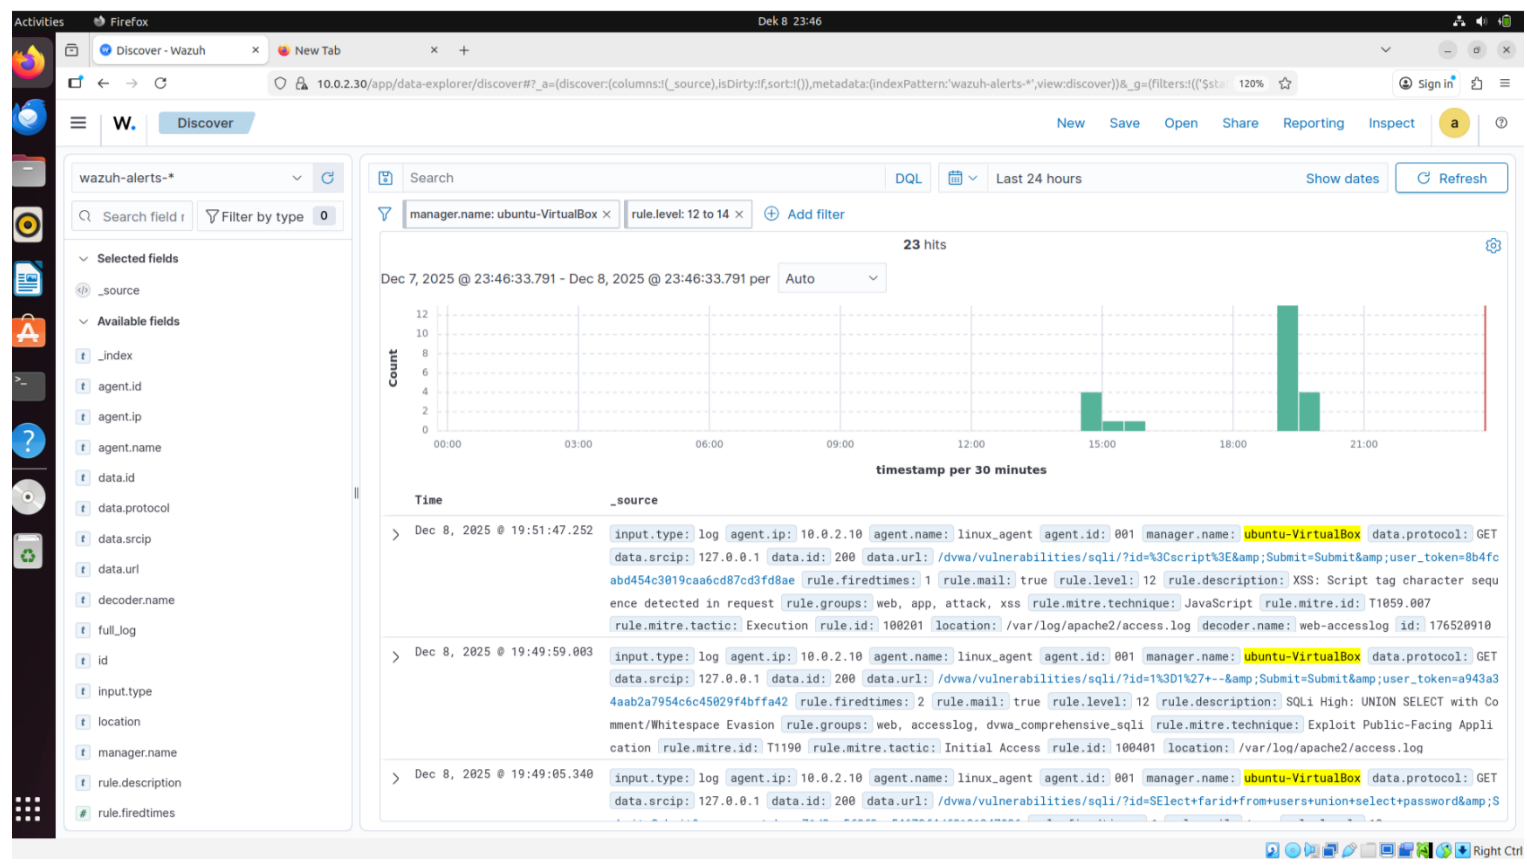 Activities Firefox Dek 8 23:46
Discover - Wazuh × New Tab × +
10.0.2.30/app/data-explorer/discover#?_a=(discover:(columns:!(_source),isDirty:!f,sort:!()),metadata:(indexPattern:'wazuh-alerts-*',view:discover))&_g=(filters:!(('$sta 120% Sign in
W. Discover New Save Open Share Reporting Inspect a
wazuh-alerts-*
Search DQL Last 24 hours Show dates Refresh
Search field Filter by type 0
manager.name: ubuntu-VirtualBox × rule.level: 12 to 14 × Add filter
23 hits
Selected fields
_source
Available fields
_index
agent.id
agent.ip
agent.name
data.id
data.protocol
data.srcip
data.url
decoder.name
full_log
id
input.type
location
manager.name
rule.description
# rule.firedtimes
Dec 7, 2025 @ 23:46:33.791 - Dec 8, 2025 @ 23:46:33.791 per Auto
Count
12
10
8
6
4
2
0
00:00 03:00 06:00 09:00 12:00 15:00 18:00 21:00
timestamp per 30 minutes
Time _source
Dec 8, 2025 @ 19:51:47.252 input.type: log agent.ip: 10.0.2.10 agent.name: linux_agent agent.id: 001 manager.name: ubuntu-VirtualBox data.protocol: GET
data.srcip: 127.0.0.1 data.id: 200 data.url: /dvwa/vulnerabilities/sqli/?id=%3Cscript%3E&amp;Submit=Submit&amp;user_token=8b4fc
abd454c3019caa6cd87cd3fd8ae rule.firedtimes: 1 rule.mail: true rule.level: 12 rule.description: XSS: Script tag character sequ
ence detected in request rule.groups: web, app, attack, xss rule.mitre.technique: JavaScript rule.mitre.id: T1059.007
rule.mitre.tactic: Execution rule.id: 100201 location: /var/log/apache2/access.log decoder.name: web-accesslog id: 176520910
Dec 8, 2025 @ 19:49:59.003 input.type: log agent.ip: 10.0.2.10 agent.name: linux_agent agent.id: 001 manager.name: ubuntu-VirtualBox data.protocol: GET
data.srcip: 127.0.0.1 data.id: 200 data.url: /dvwa/vulnerabilities/sqli/?id=1%3D1%27+--&amp;Submit=Submit&amp;user_token=a943a3
4aab2a7954c6c45029f4bffa42 rule.firedtimes: 2 rule.mail: true rule.level: 12 rule.description: SQLi High: UNION SELECT with Co
mment/Whitespace Evasion rule.groups: web, accesslog, dvwa_comprehensive_sqli rule.mitre.technique: Exploit Public-Facing Appli
cation rule.mitre.id: T1190 rule.mitre.tactic: Initial Access rule.id: 100401 location: /var/log/apache2/access.log
Dec 8, 2025 @ 19:49:05.340 input.type: log agent.ip: 10.0.2.10 agent.name: linux_agent agent.id: 001 manager.name: ubuntu-VirtualBox data.protocol: GET
data.srcip: 127.0.0.1 data.id: 200 data.url: /dvwa/vulnerabilities/sqli/?id=SElect+farid+from+users+union+select+password&amp;S
Right Ctrl